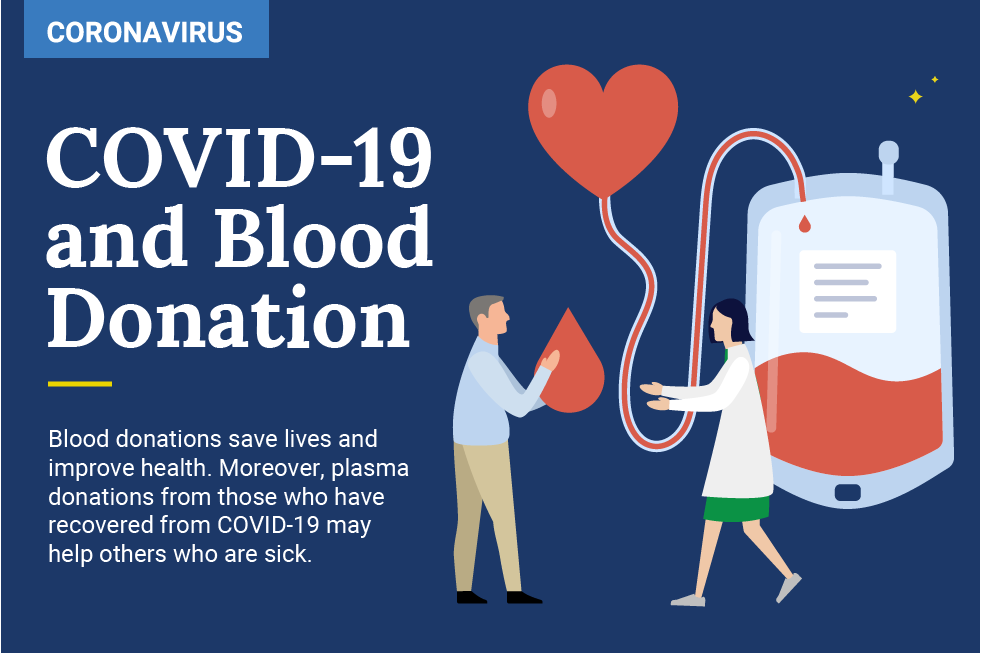 CORONAVIRUS
COVID-19
and Blood
Donation
Blood donations save lives and
improve health. Moreover, plasma
donations from those who have
recovered from COVID-19 may
help others who are sick.